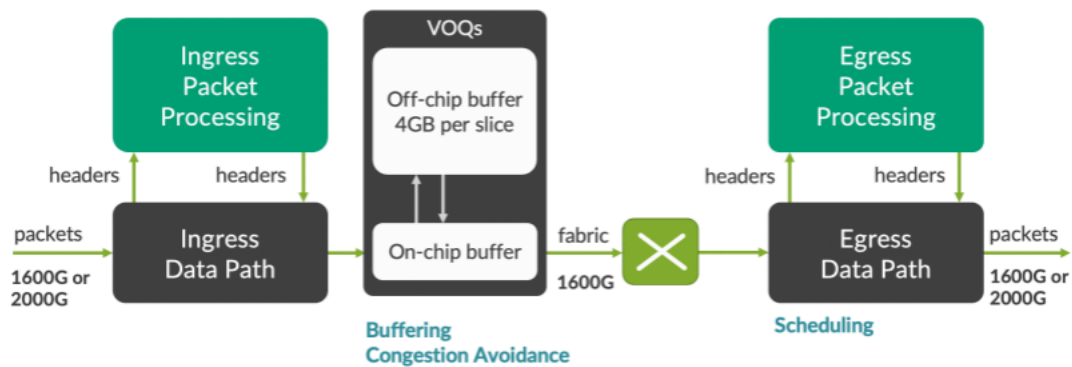 Ingress
Packet
Processing
headers
headers
packets
1600G or
2000G
Ingress
Data Path
VOQs
Off-chip buffer
4GB per slice
On-chip buffer
Buffering
Congestion Avoidance
fabric
1600G
Egress
Packet
Processing
headers
headers
Egress
Data Path
Scheduling
packets
1600G or
2000G